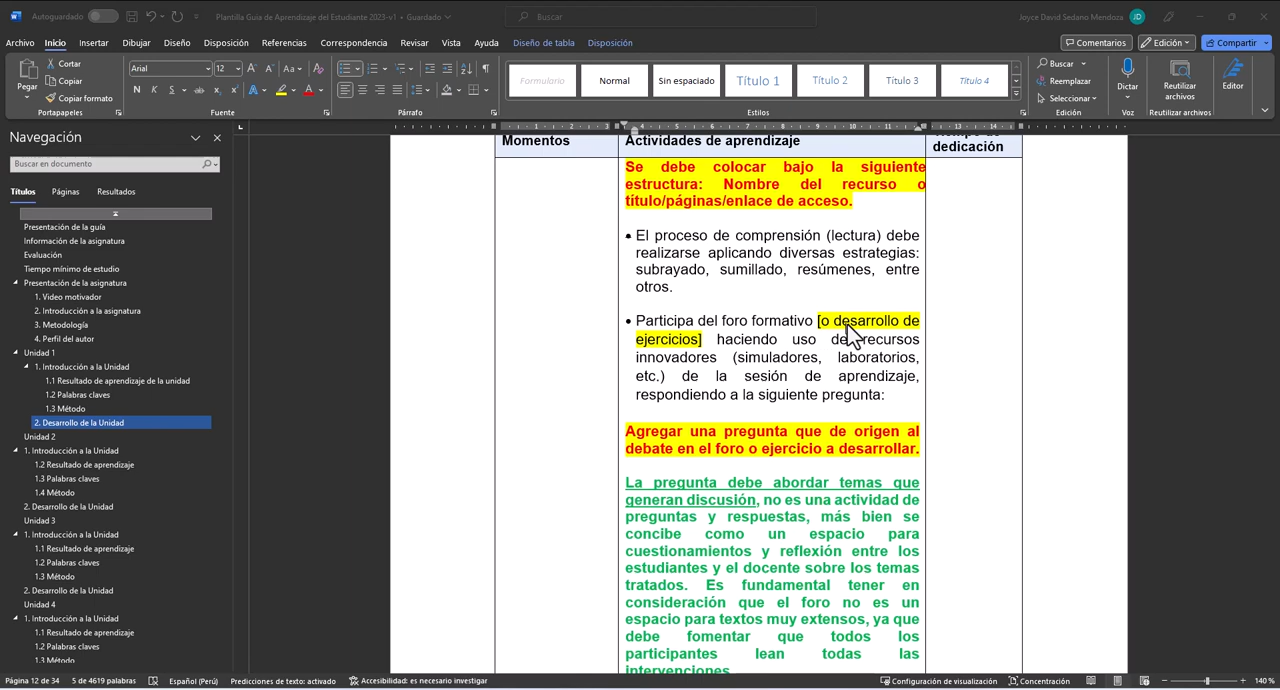 Autoguardado
Plantilla Guia de Aprendizaje del Estudiante 2023-v1 • Guardado
Buscar
Joyce David Sedano Mendoza
JD
Archivo Inicio Insertar Dibujar Diseño Disposición Referencias Correspondencia Revisar Vista Ayuda Diseño de tabla Disposición
Comentarios Edición Compartir
Pegar
Cortar
Copiar
Copiar formato
Arial 12
N K S
Formulario Normal Sin espaciado Título 1 Título 2 Título 3 Título 4
Buscar
Reemplazar
Seleccionar
Dictar
Reutilizar archivos
Editor
Portapapeles Fuente Párrafo Estilos Edición Voz Reutilizar archivos Editor
Navegación
Buscar en documento
Títulos Páginas Resultados
Presentación de la guía
Información de la asignatura
Evaluación
Tiempo mínimo de estudio
Presentación de la asignatura
1. Video motivador
2. Introducción a la asignatura
3. Metodología
4. Perfil del autor
Unidad 1
1. Introducción a la Unidad
1.1 Resultado de aprendizaje de la unidad
1.2 Palabras claves
1.3 Método
2. Desarrollo de la Unidad
Unidad 2
1. Introducción a la Unidad
1.2 Resultado de aprendizaje
1.3 Palabras claves
1.4 Método
2. Desarrollo de la Unidad
Unidad 3
1. Introducción a la Unidad
1.1 Resultado de aprendizaje
1.2 Palabras claves
1.3 Método
2. Desarrollo de la Unidad
Unidad 4
1. Introducción a la Unidad
1.1 Resultado de aprendizaje
1.2 Palabras claves
1.3 Método
Momentos
Actividades de aprendizaje
dedicación
Se debe colocar bajo la siguiente
estructura: Nombre del recurso o
título/páginas/enlace de acceso.
• El proceso de comprensión (lectura) debe
realizarse aplicando diversas estrategias:
subrayado, sumillado, resúmenes, entre
otros.
• Participa del foro formativo [o desarrollo de
ejercicios] haciendo uso de recursos
innovadores (simuladores, laboratorios,
etc.) de la sesión de aprendizaje,
respondiendo a la siguiente pregunta:
Agregar una pregunta que de origen al
debate en el foro o ejercicio a desarrollar.
La pregunta debe abordar temas que
generan discusión, no es una actividad de
preguntas y respuestas, más bien se
concibe como un espacio para
cuestionamientos y reflexión entre los
estudiantes y el docente sobre los temas
tratados. Es fundamental tener en
consideración que el foro no es un
espacio para textos muy extensos, ya que
debe fomentar que todos los
participantes lean todas las
intervenciones.
Página 12 de 34 5 de 4619 palabras Español (Perú) Predicciones de texto: activado Accesibilidad: es necesario investigar
Configuración de visualización Concentración 140 %